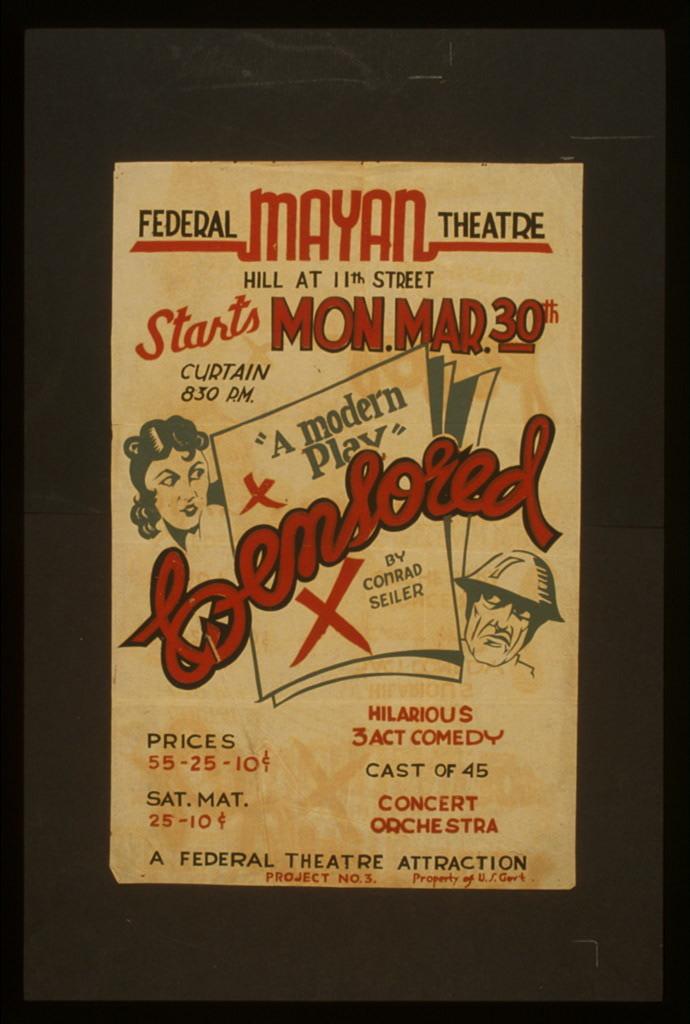 FEDERAL MAYAN THEATRE
HILL AT 11th STREET
Starts MON. MAR. 30th
CURTAIN
830 P.M.
"A modern
Play"
Censored
BY
CONRAD
SEILER
HILARIOUS
3 ACT COMEDY
CAST OF 45
CONCERT
ORCHESTRA
PRICES
55-25-10¢
SAT. MAT.
25-10¢
A FEDERAL THEATRE ATTRACTION
PROJECT NO. 3. Property of U.S. Govt.